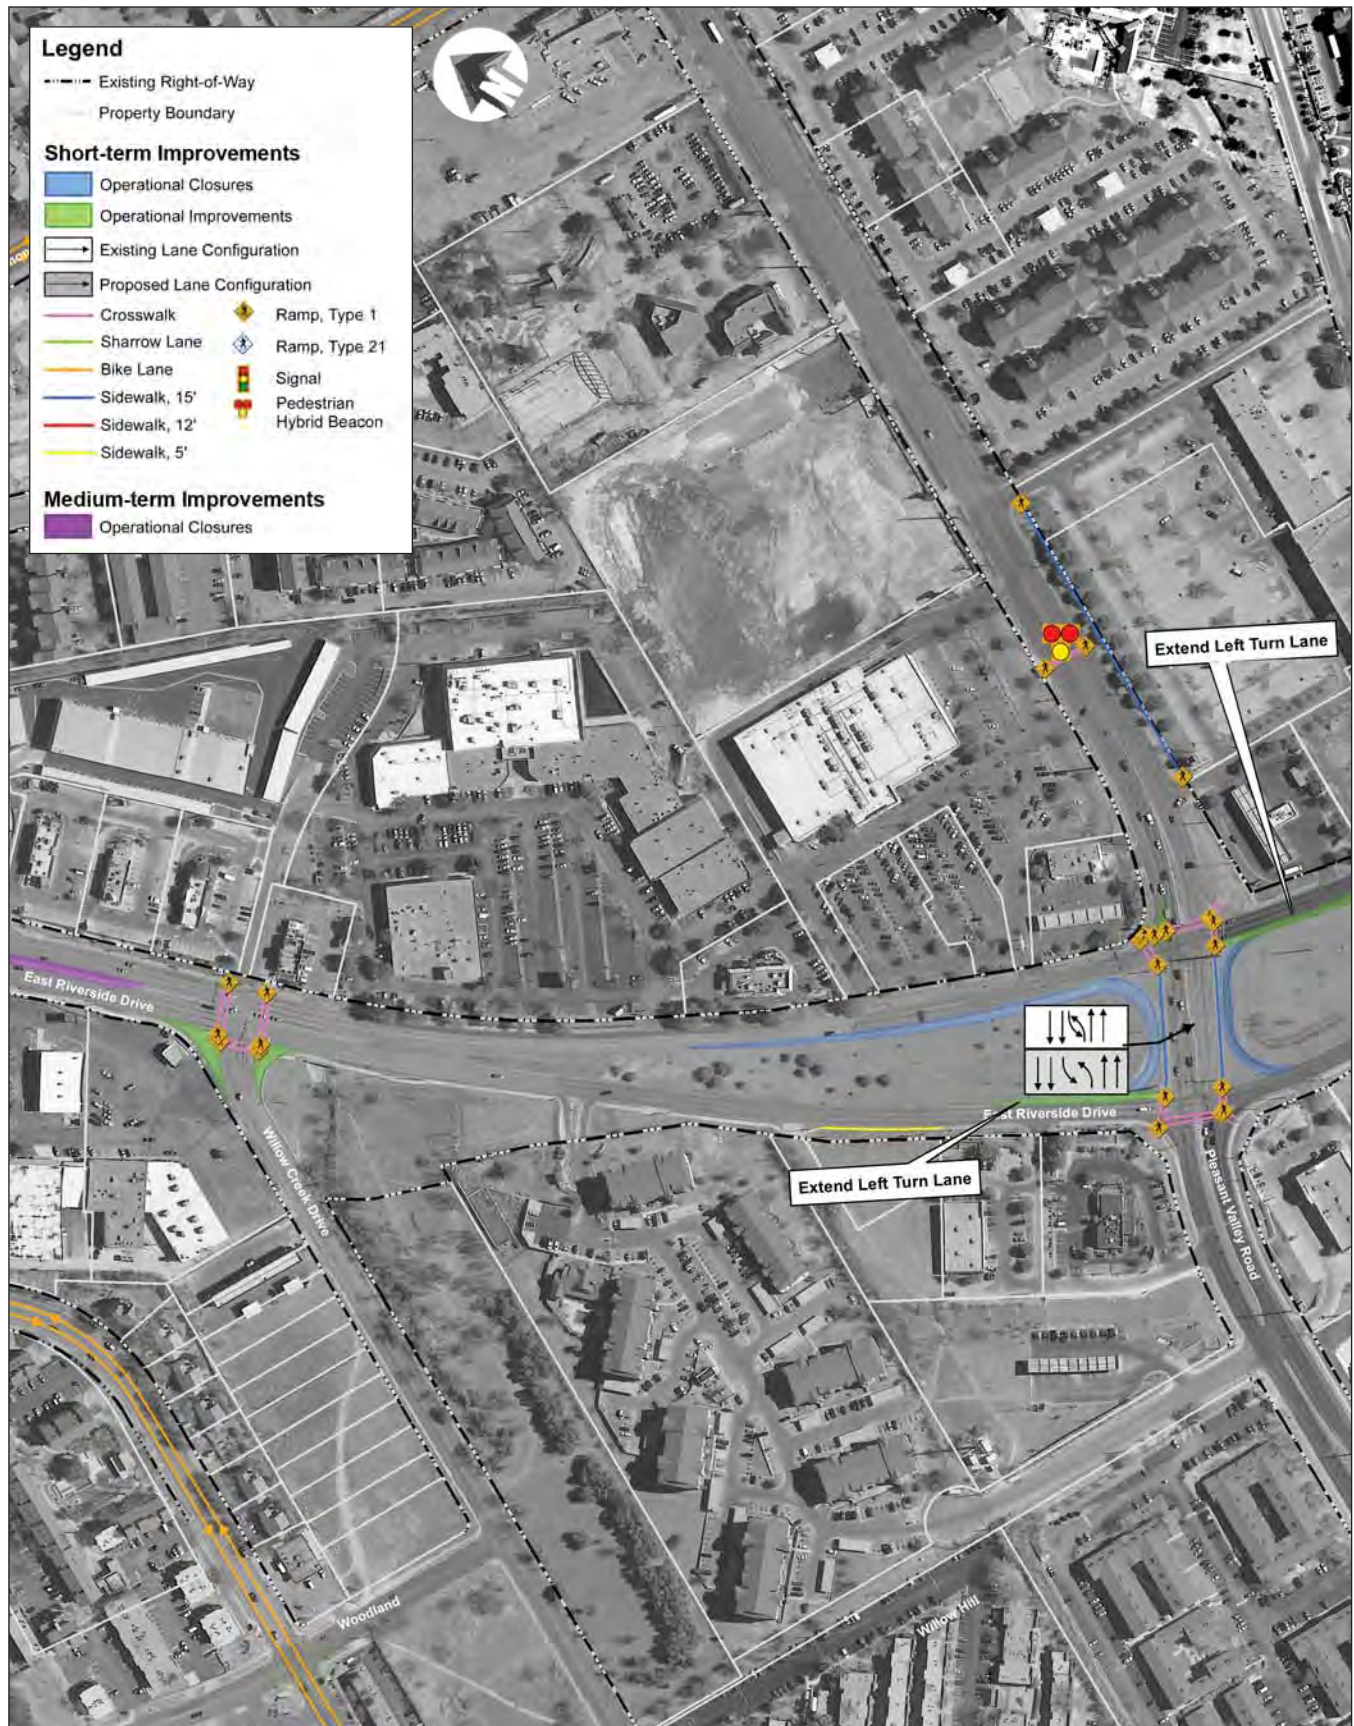 Legend
Existing Right-of-Way
Property Boundary
Short-term Improvements
Operational Closures
Operational Improvements
Existing Lane Configuration
Proposed Lane Configuration
Crosswalk
Ramp, Type 1
Sharrow Lane
Ramp, Type 21
Bike Lane
Signal
Sidewalk, 15'
Pedestrian
Hybrid Beacon
Sidewalk, 12'
Sidewalk, 5'
Medium-term Improvements
Operational Closures
N
Extend Left Turn Lane
East Riverside Drive
East Riverside Drive
Willow Creek Drive
Extend Left Turn Lane
Pleasant Valley Road
Woodland
Willow Hill